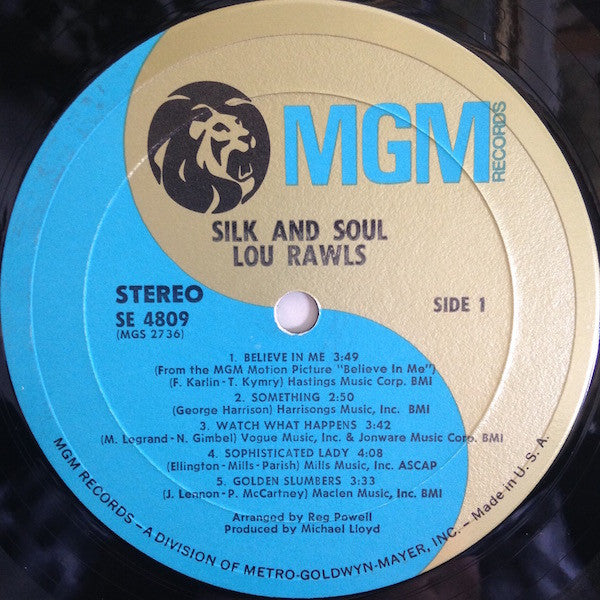 MGM
RECORDS
SILK AND SOUL
LOU RAWLS
STEREO
SE 4809
(MGS 2736)
SIDE 1
1. BELIEVE IN ME 3:49
(From the MGM Motion Picture "Believe In Me")
(F. Karlin-T. Kymry) Hastings Music Corp. BMI
2. SOMETHING 2:50
(George Harrison) Harrisongs Music, Inc. BMI
3. WATCH WHAT HAPPENS 3:42
(M. Legrand-N. Gimbel) Vogue Music, Inc. & Jonware Music Corp. BMI
4. SOPHISTICATED LADY 4:08
(Ellington-Mills-Parish) Mills Music, Inc. ASCAP
5. GOLDEN SLUMBERS 3:33
(J. Lennon-P. McCartney) Maclen Music, Inc. BMI
Arranged by Reg Powell
Produced by Michael Lloyd
MGM RECORDS – A DIVISION OF METRO-GOLDWYN-MAYER, INC. – Made in U. S. A.